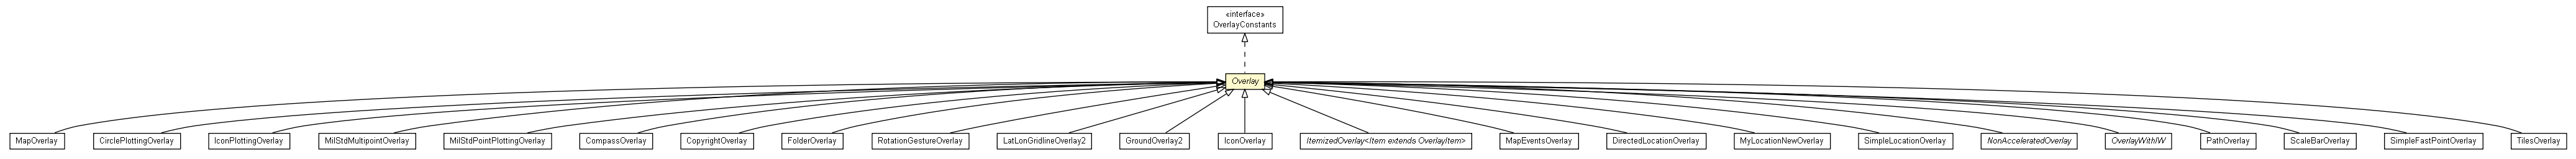 «interface»
OverlayConstants
Overlay
MapOverlay
CirclePlottingOverlay
IconPlottingOverlay
MilStdMultipointOverlay
MilStdPointPlottingOverlay
CompassOverlay
CopyrightOverlay
FolderOverlay
RotationGestureOverlay
LatLonGridlineOverlay2
GroundOverlay2
IconOverlay
ItemizedOverlay<Item extends OverlayItem>
MapEventsOverlay
DirectedLocationOverlay
MyLocationNewOverlay
SimpleLocationOverlay
NonAcceleratedOverlay
OverlayWithIW
PathOverlay
ScaleBarOverlay
SimpleFastPointOverlay
TilesOverlay